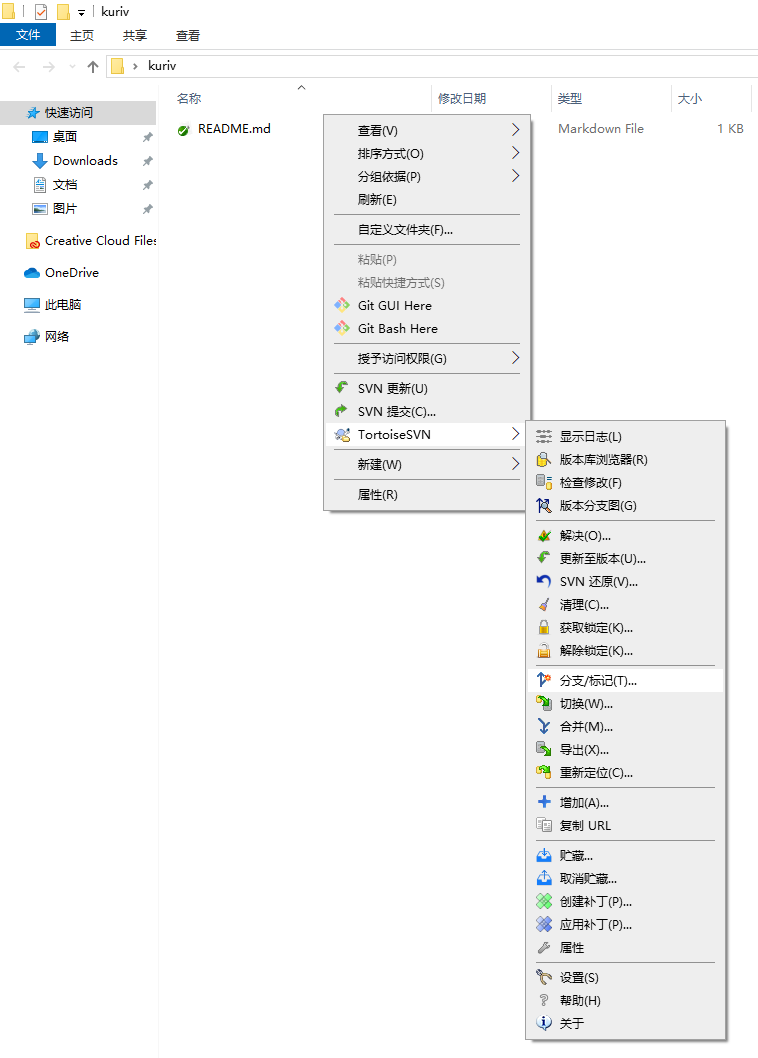 kuriv
文件 主页 共享 查看
kuriv
名称 修改日期 类型 大小
快速访问
桌面
Downloads
文档
图片
Creative Cloud Files
OneDrive
此电脑
网络
README.md Markdown File 1 KB
查看(V)
排序方式(O)
分组依据(P)
刷新(E)
自定义文件夹(F)...
粘贴(P)
粘贴快捷方式(S)
Git GUI Here
Git Bash Here
授予访问权限(G)
SVN 更新(U)
SVN 提交(C)...
TortoiseSVN
新建(W)
属性(R)
显示日志(L)
版本库浏览器(R)
检查修改(F)
版本分支图(G)
解决(O)...
更新至版本(U)...
SVN 还原(V)...
清理(C)...
获取锁定(K)...
解除锁定(K)...
分支/标记(T)...
切换(W)...
合并(M)...
导出(X)...
重新定位(C)...
增加(A)...
复制 URL
贮藏...
取消贮藏...
创建补丁(P)...
应用补丁(P)...
属性
设置(S)
帮助(H)
关于